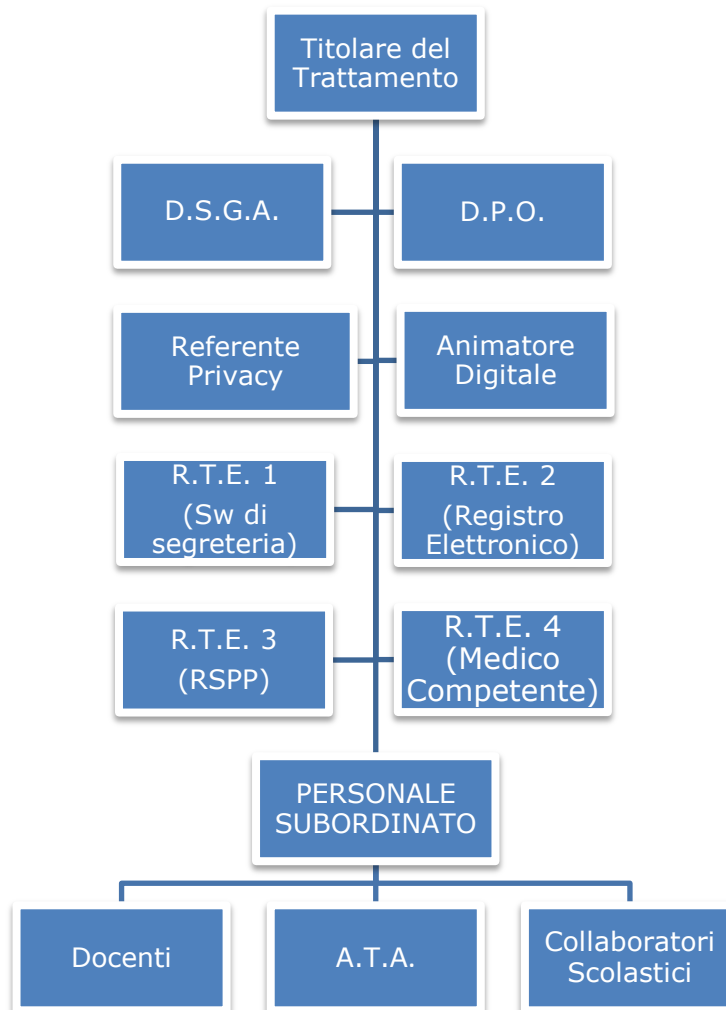 Titolare del
Trattamento
D.S.G.A.
D.P.O.
Referente
Privacy
Animatore
Digitale
R.T.E. 1
(Sw di
segreteria)
R.T.E. 2
(Registro
Elettronico)
R.T.E. 3
(RSPP)
R.T.E. 4
(Medico
Competente)
PERSONALE
SUBORDINATO
Docenti
A.T.A.
Collaboratori
Scolastici